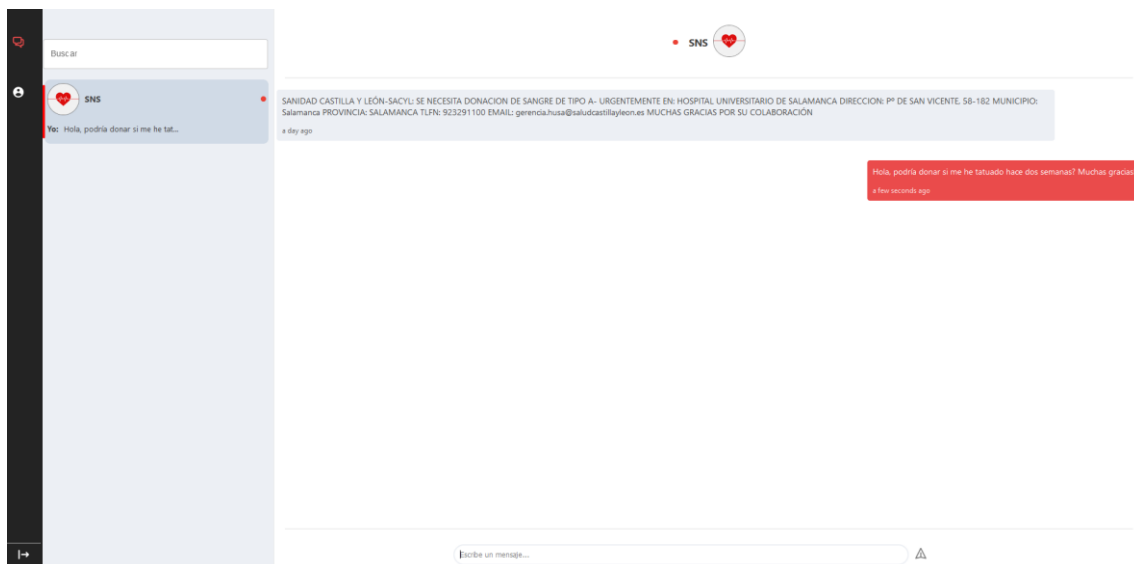 SNS
Buscar
SNS
Yo: Hola, podría donar si me he tat...
SANIDAD CASTILLA Y LEÓN-SACYL: SE NECESITA DONACION DE SANGRE DE TIPO A- URGENTEMENTE EN: HOSPITAL UNIVERSITARIO DE SALAMANCA DIRECCION: Pº DE SAN VICENTE, 58-182 MUNICIPIO:
Salamanca PROVINCIA: SALAMANCA TLFN: 923291100 EMAIL: gerencia.husa@saludcastillayleon.es MUCHAS GRACIAS POR SU COLABORACIÓN
a day ago
Hola, podría donar si me he tatuado hace dos semanas? Muchas gracias
a few seconds ago
Escribe un mensaje...